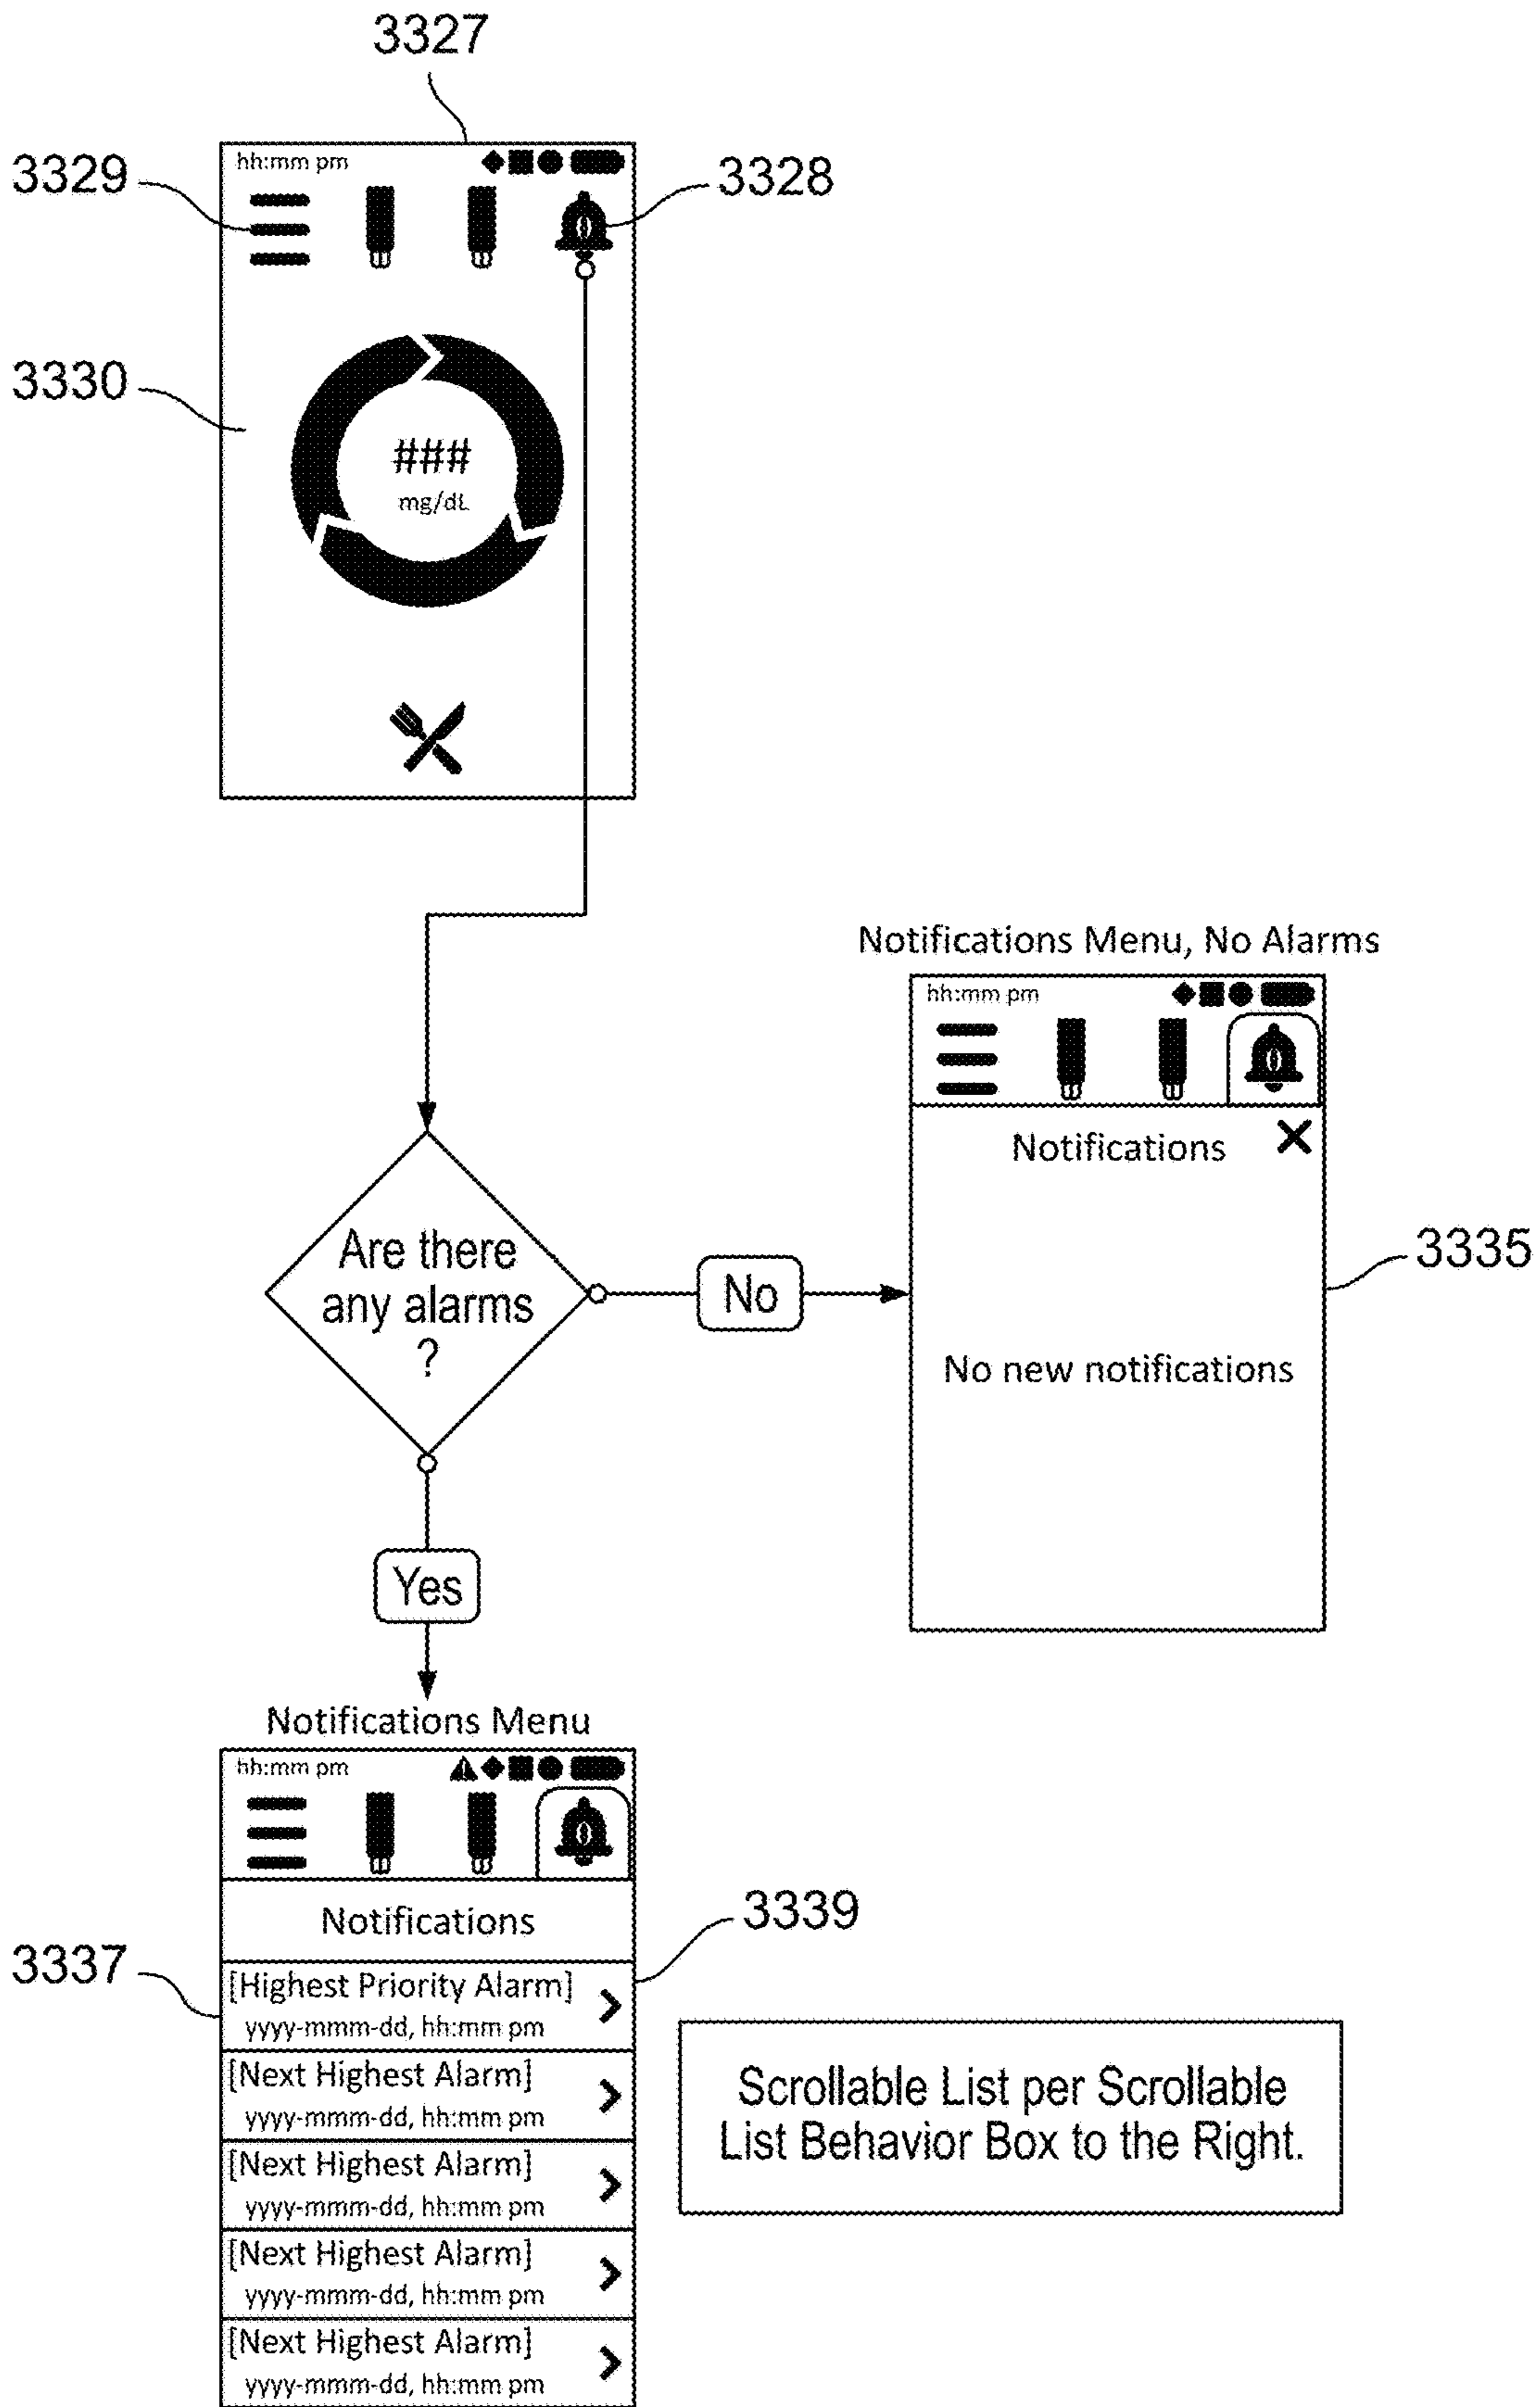 3327
3329
hh:mm pm
3328
0
3330
###
mg/dL
Notifications Menu, No Alarms
hh:mm pm
0
Notifications
Are there
any alarms
?
No
3335
No new notifications
Yes
Notifications Menu
hh:mm pm
0
Notifications
3339
3337
[Highest Priority Alarm]
yyyy-mmm-dd, hh:mm pm
[Next Highest Alarm]
yyyy-mmm-dd, hh:mm pm
[Next Highest Alarm]
yyyy-mmm-dd, hh:mm pm
[Next Highest Alarm]
yyyy-mmm-dd, hh:mm pm
[Next Highest Alarm]
yyyy-mmm-dd, hh:mm pm
Scrollable List per Scrollable
List Behavior Box to the Right.